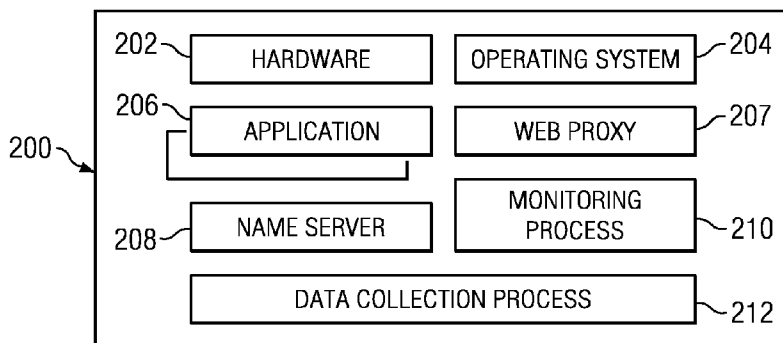 202 HARDWARE OPERATING SYSTEM 204
206 APPLICATION WEB PROXY 207
200
208 NAME SERVER MONITORING
PROCESS 210
DATA COLLECTION PROCESS 212